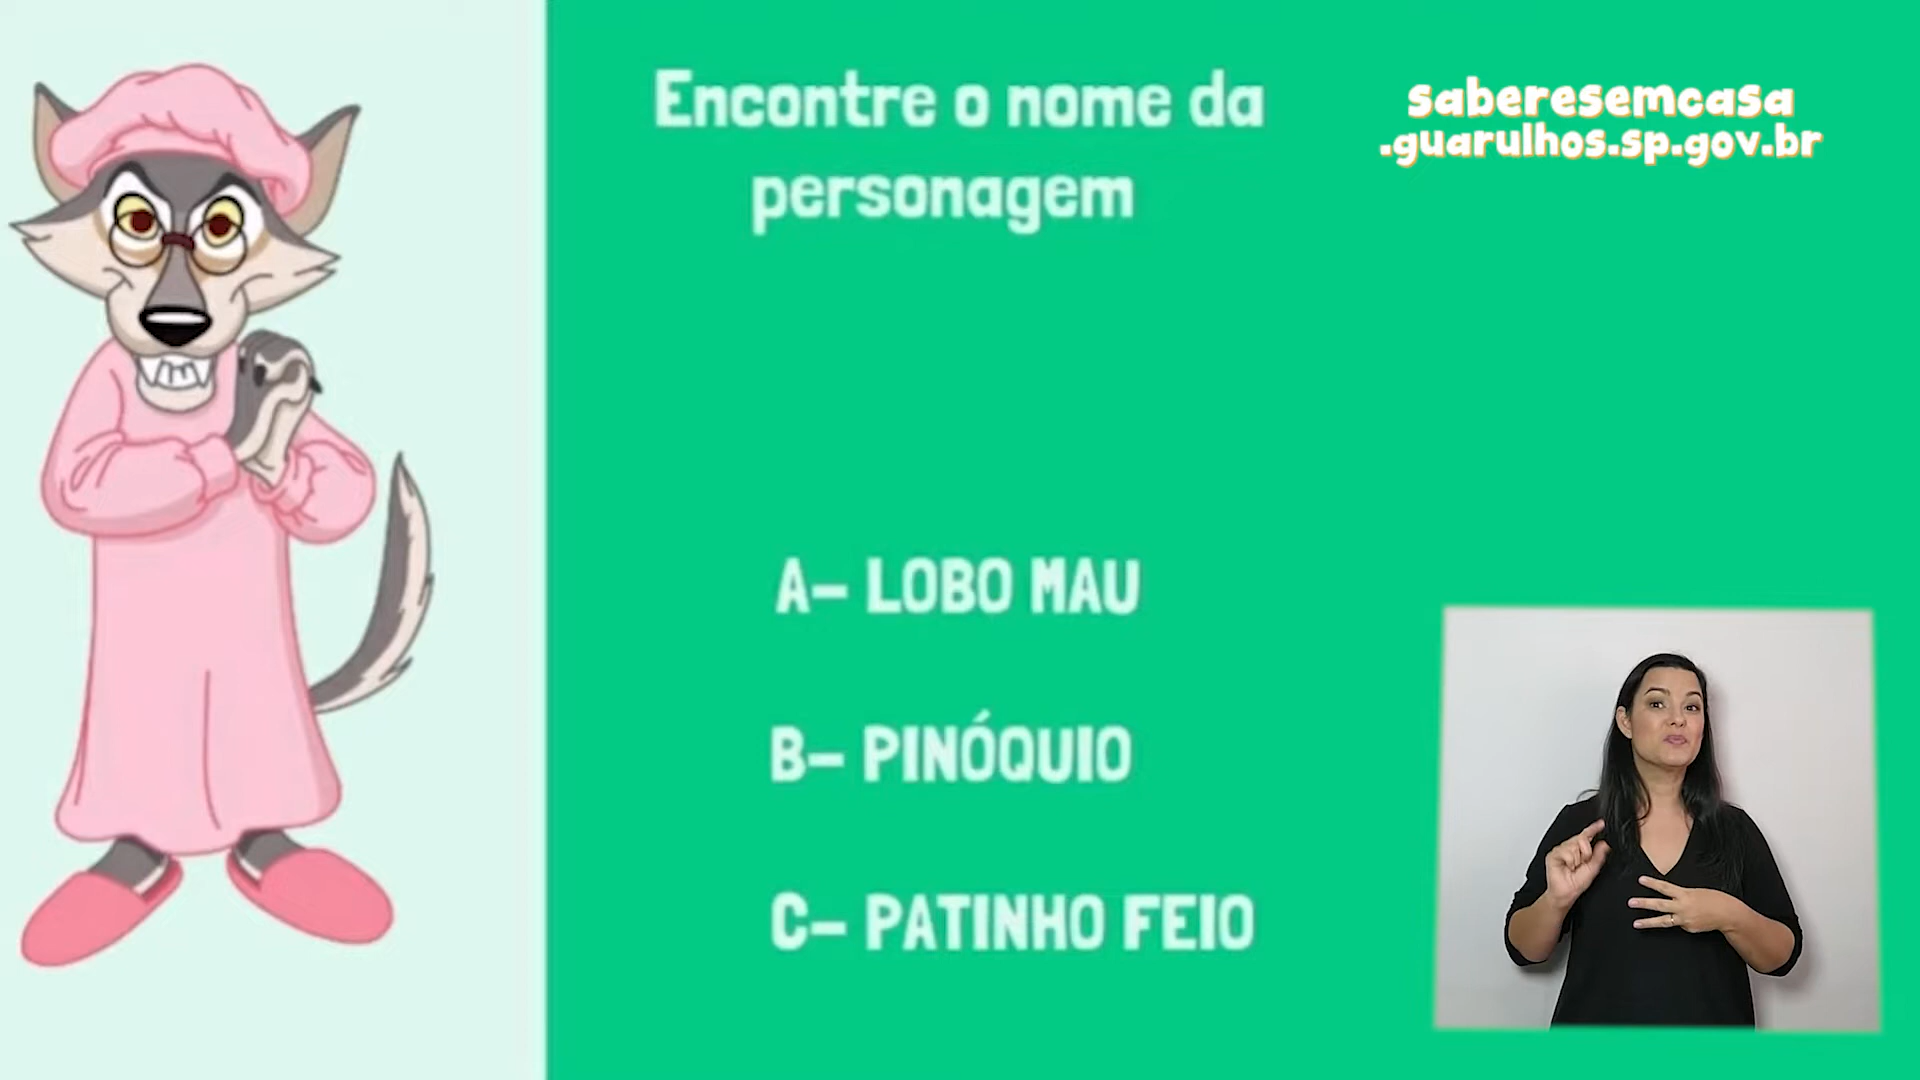 Encontre o nome da
personagem
saberesemcasa
.guarulhos.sp.gov.br
A- LOBO MAU
B- PINÓQUIO
C- PATINHO FEIO